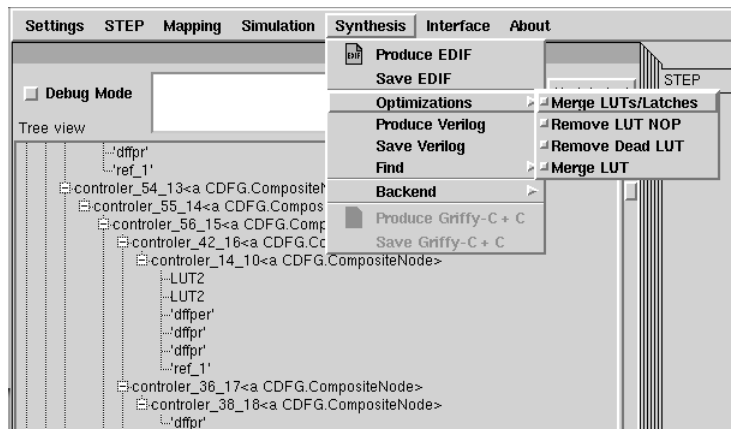 Settings STEP Mapping Simulation Synthesis Interface About
EDIF Produce EDIF
Save EDIF
Debug Mode
STEP
Optimizations
Merge LUTs/Latches
Tree view
Produce Verilog
Remove LUT NOP
Save Verilog
Remove Dead LUT
Find
Merge LUT
Backend
Produce Griffy-C + C
Save Griffy-C + C
'dffpr'
'ref_1'
controler_54_13<a CDFG.Composite
controler_55_14<a CDFG.Compos
controler_56_15<a CDFG.Comp
controler_42_16<a CDFG.Co
controler_14_10<a CDFG.CompositeNode>
LUT2
LUT2
'dffper'
'dffpr'
'dffpr'
'ref_1'
controler_36_17<a CDFG.CompositeNode>
controler_38_18<a CDFG.CompositeNode>
'dffpr'